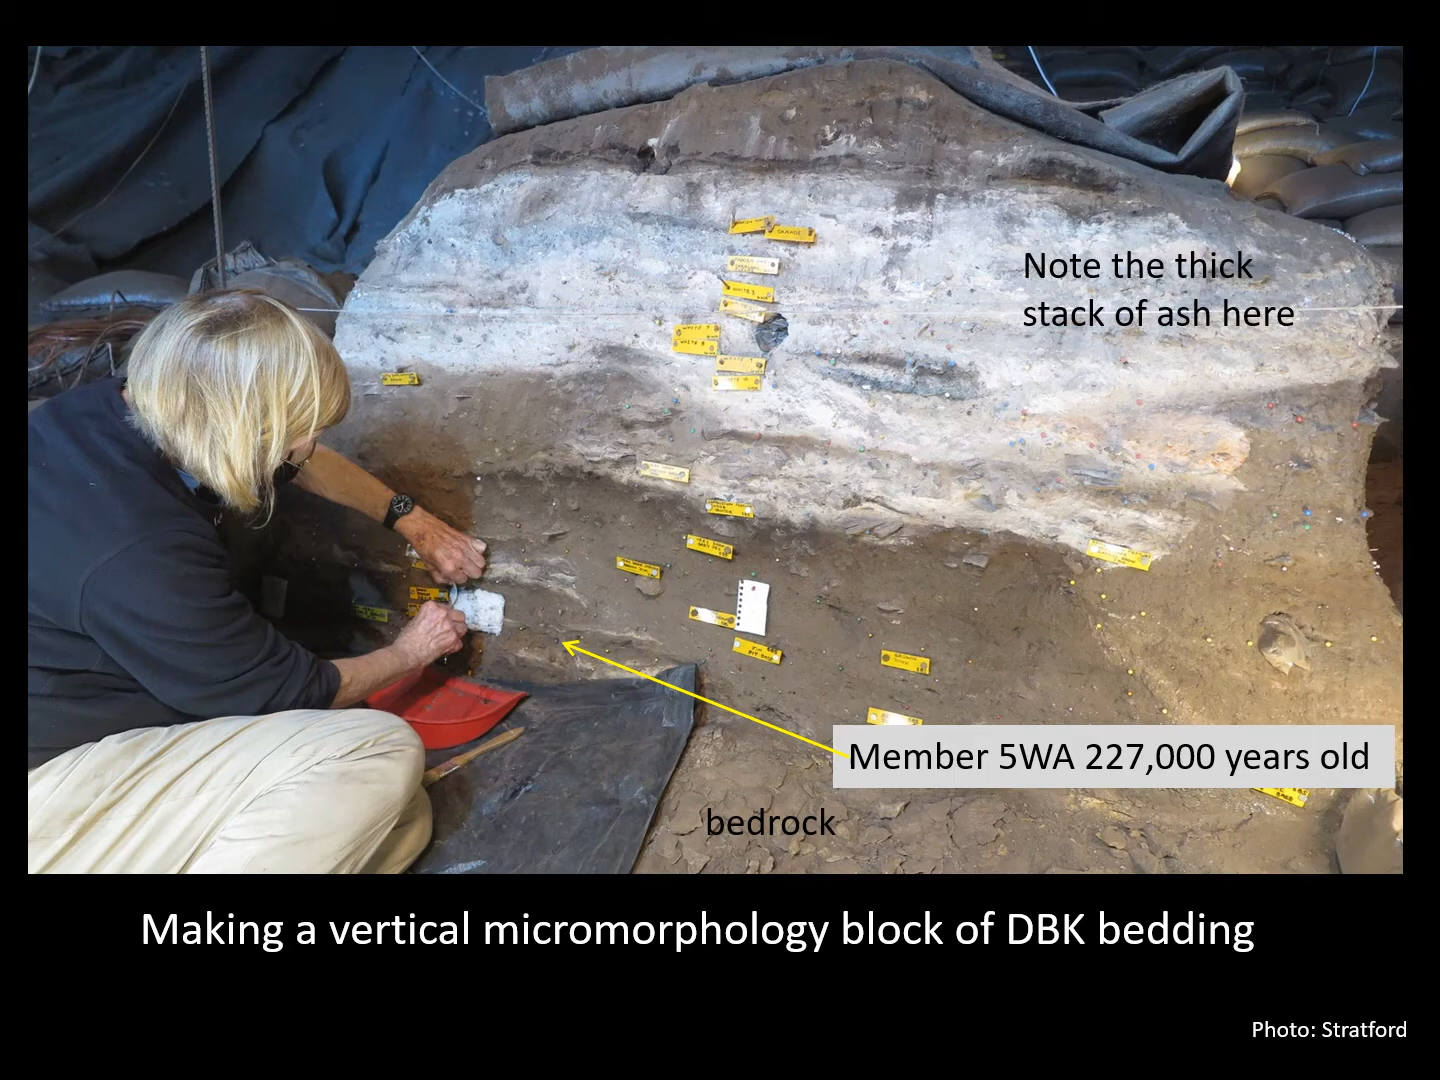 Note the thick
stack of ash here
Member 5WA 227,000 years old
bedrock
Making a vertical micromorphology block of DBK bedding
Photo: Stratford